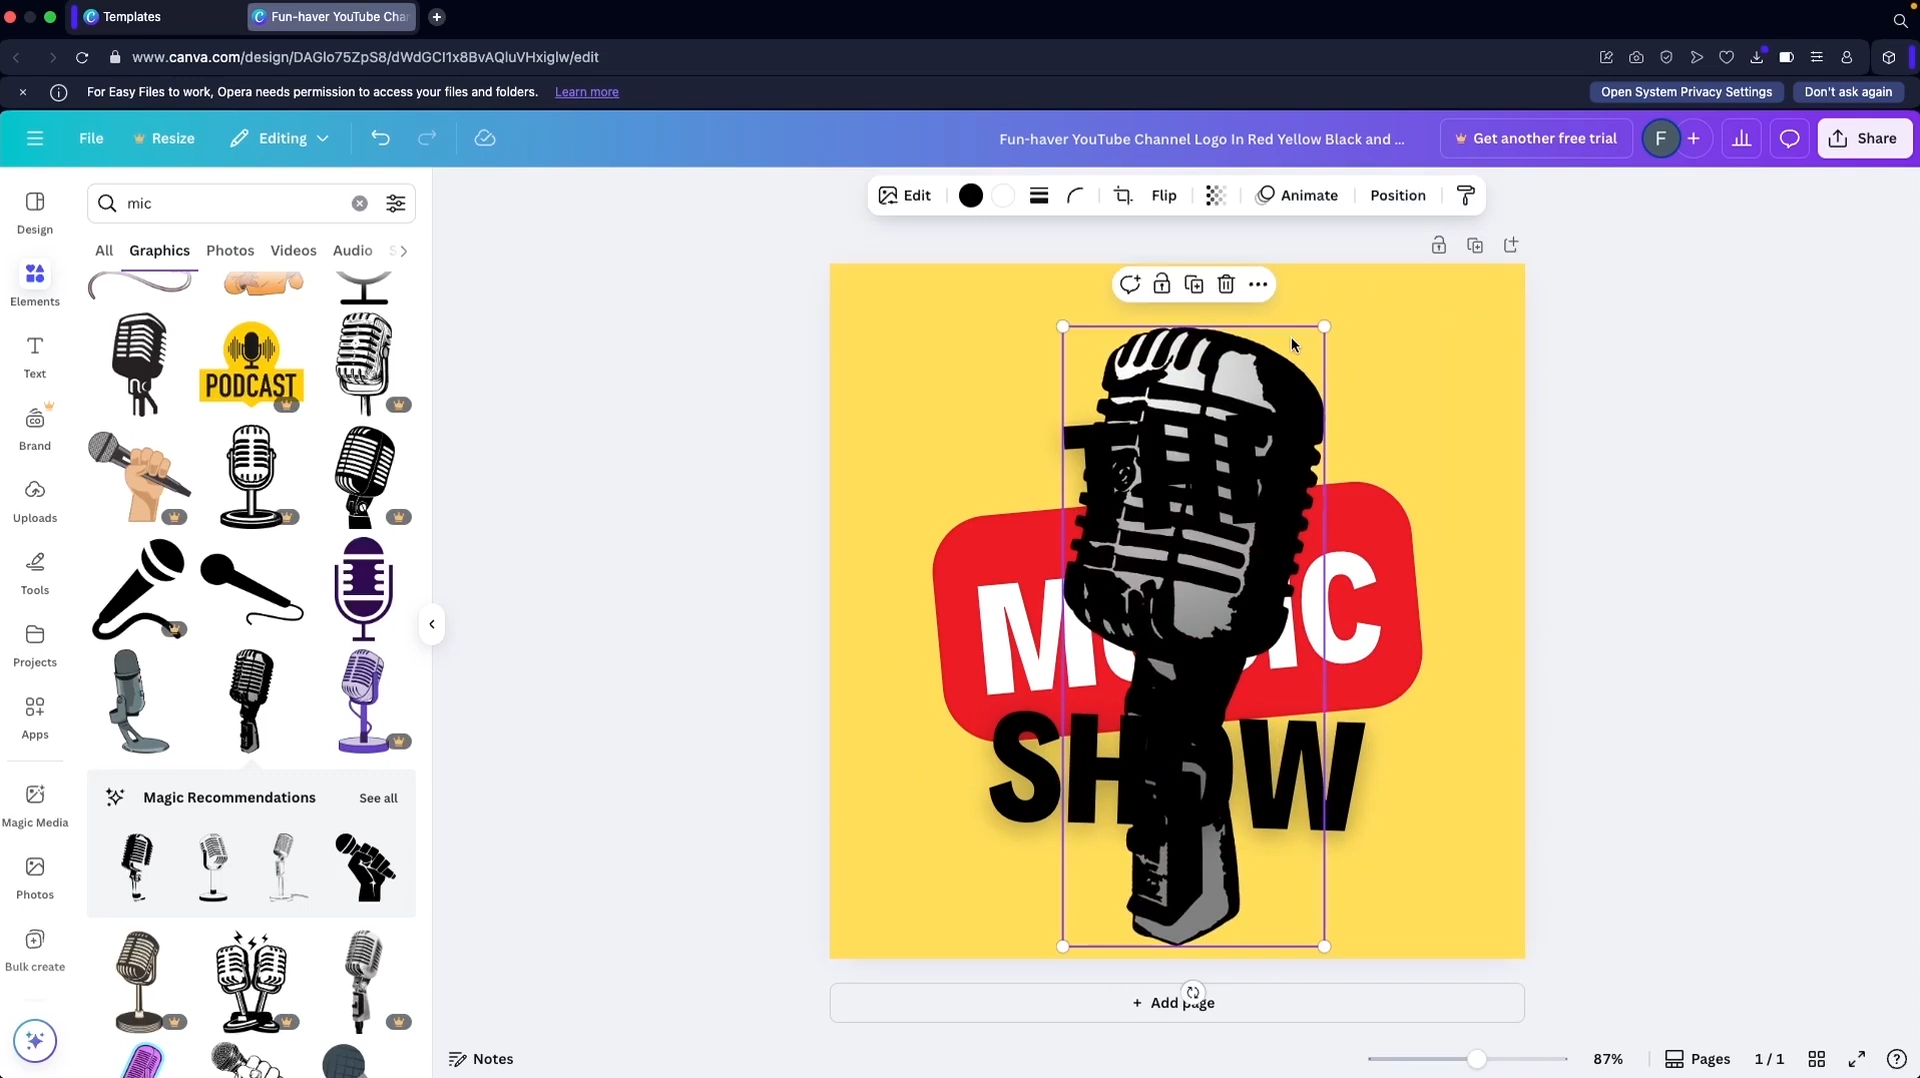 Templates
Fun-haver YouTube Cha
www.canva.com/design/DAGIo75ZpS8/dWdGCI1x8BvAQluVHxiglw/edit
For Easy Files to work, Opera needs permission to access your files and folders. Learn more
Open System Privacy Settings
Don't ask again
File
Resize
Editing
Fun-haver YouTube Channel Logo In Red Yellow Black and ...
Get another free trial
F
Share
Design
Elements
Text
Brand
Uploads
Tools
Projects
Apps
Magic Media
Photos
Bulk create
mic
All Graphics Photos Videos Audio S
PODCAST
Magic Recommendations
See all
Edit
Flip
Animate
Position
M IC
SH W
+ Add page
Notes
87%
Pages
1 / 1